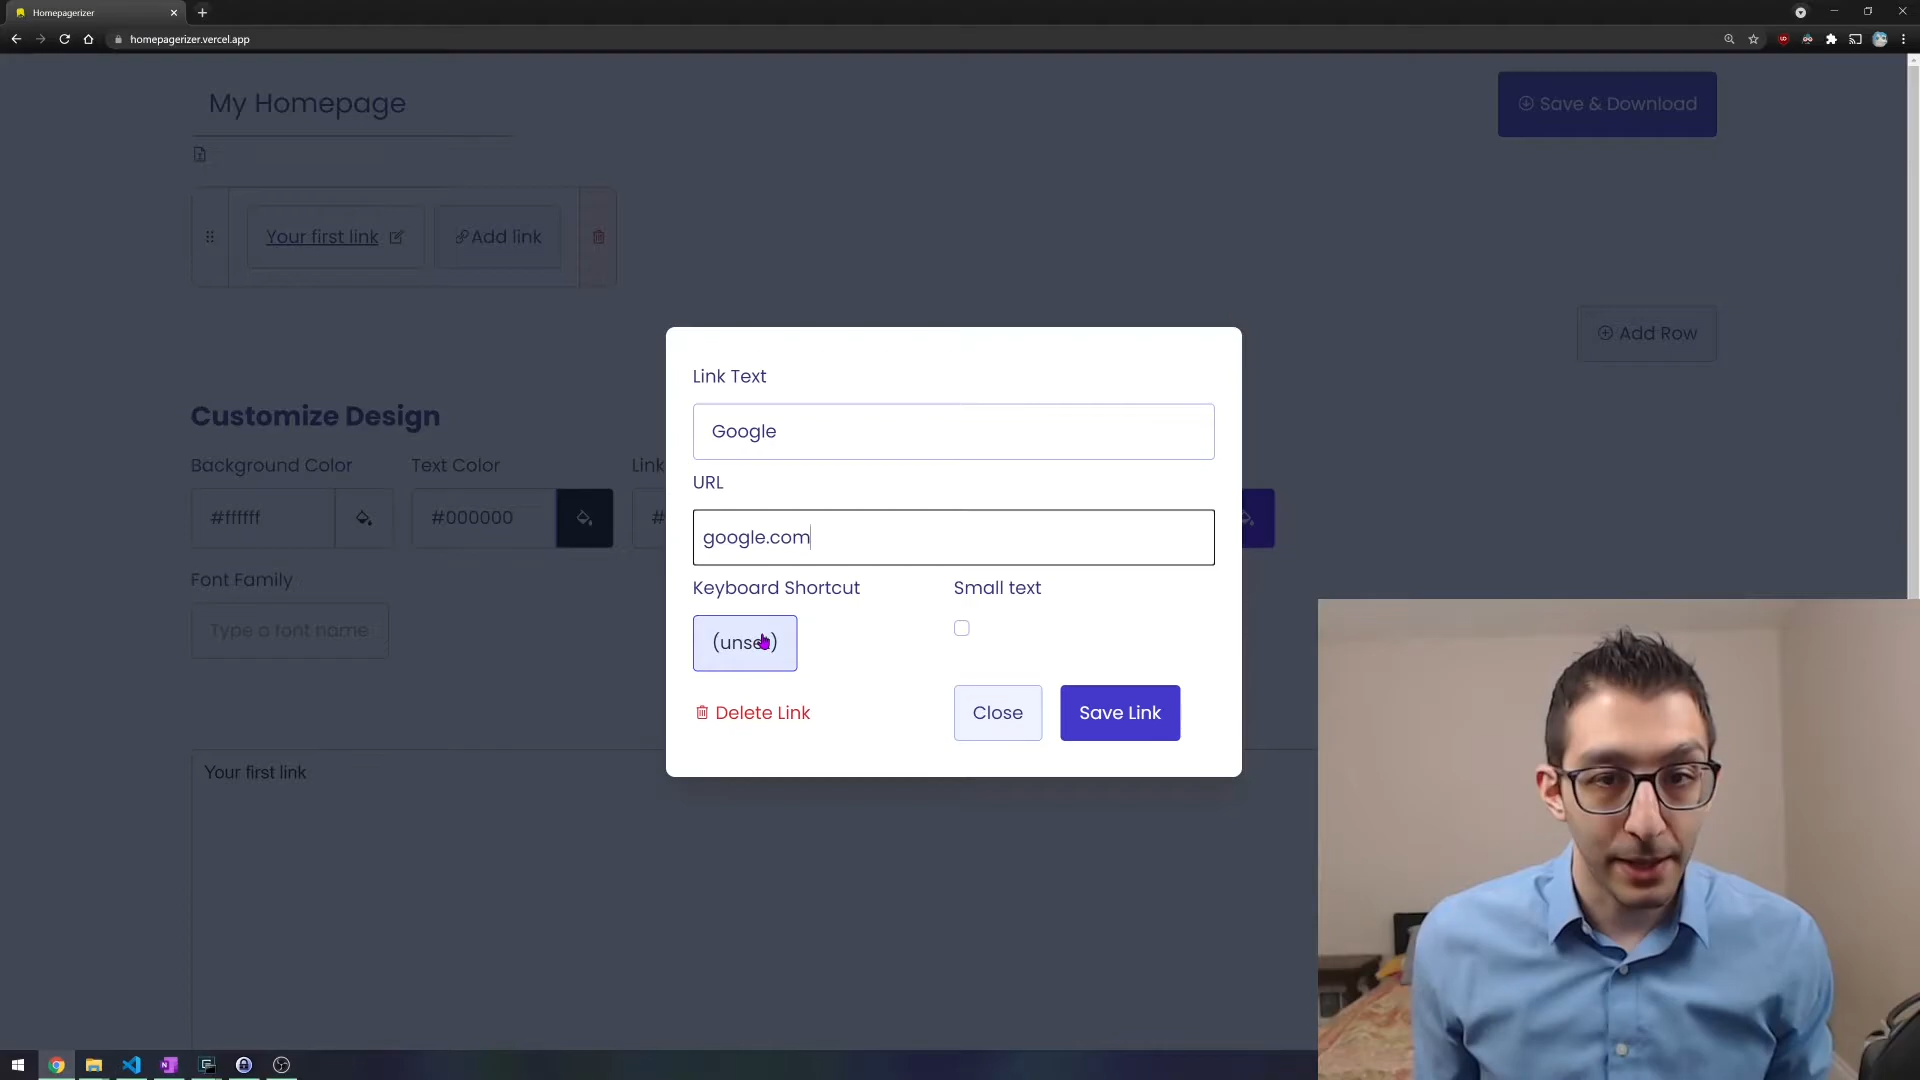 Homepagerizer
homepagerizer.vercel.app
My Homepage
Save & Download
Your first link
Add link
Add Row
Customize Design
Background Color
Text Color
Link
#ffffff
#000000
#
Font Family
Type a font name
Your first link
Link Text
Google
URL
google.com
Keyboard Shortcut
Small text
Delete Link
Close
Save Link